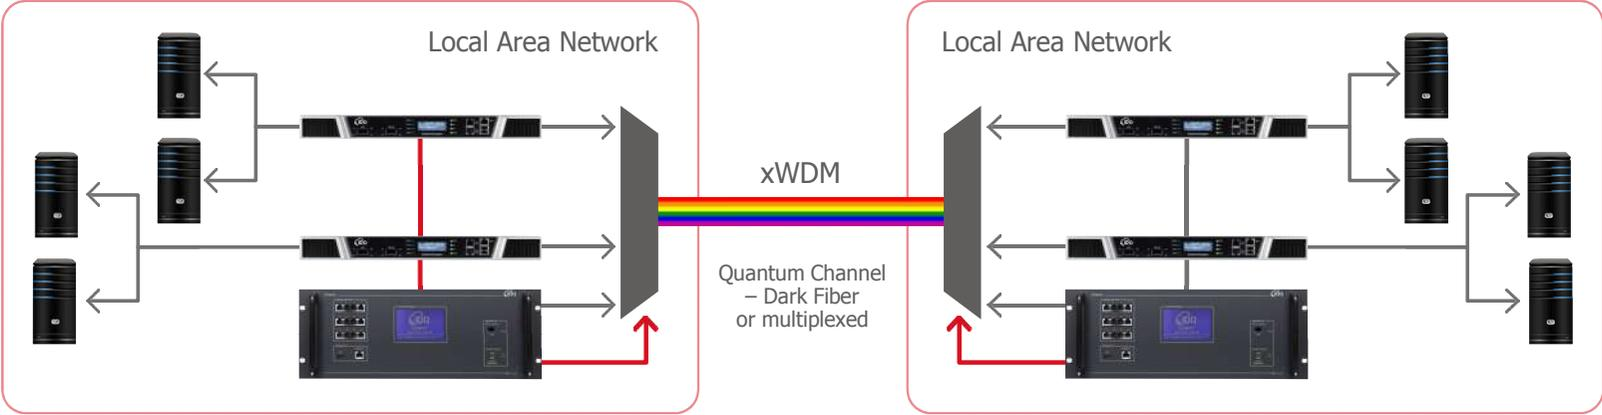 Local Area Network
Local Area Network
xWDM
Quantum Channel
– Dark Fiber
or multiplexed